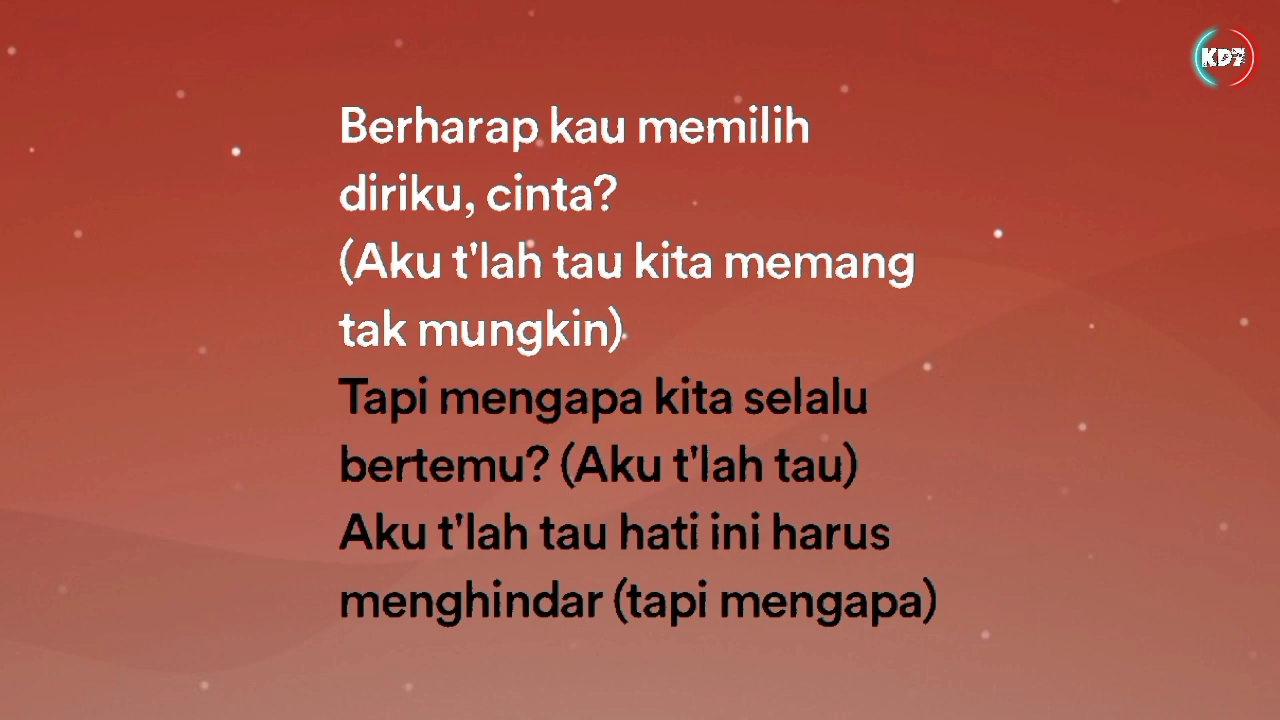 KD7
Berharap kau memilih
diriku, cinta?
(Aku t'lah tau kita memang
tak mungkin)
Tapi mengapa kita selalu
bertemu? (Aku t'lah tau)
Aku t'lah tau hati ini harus
menghindar (tapi mengapa)